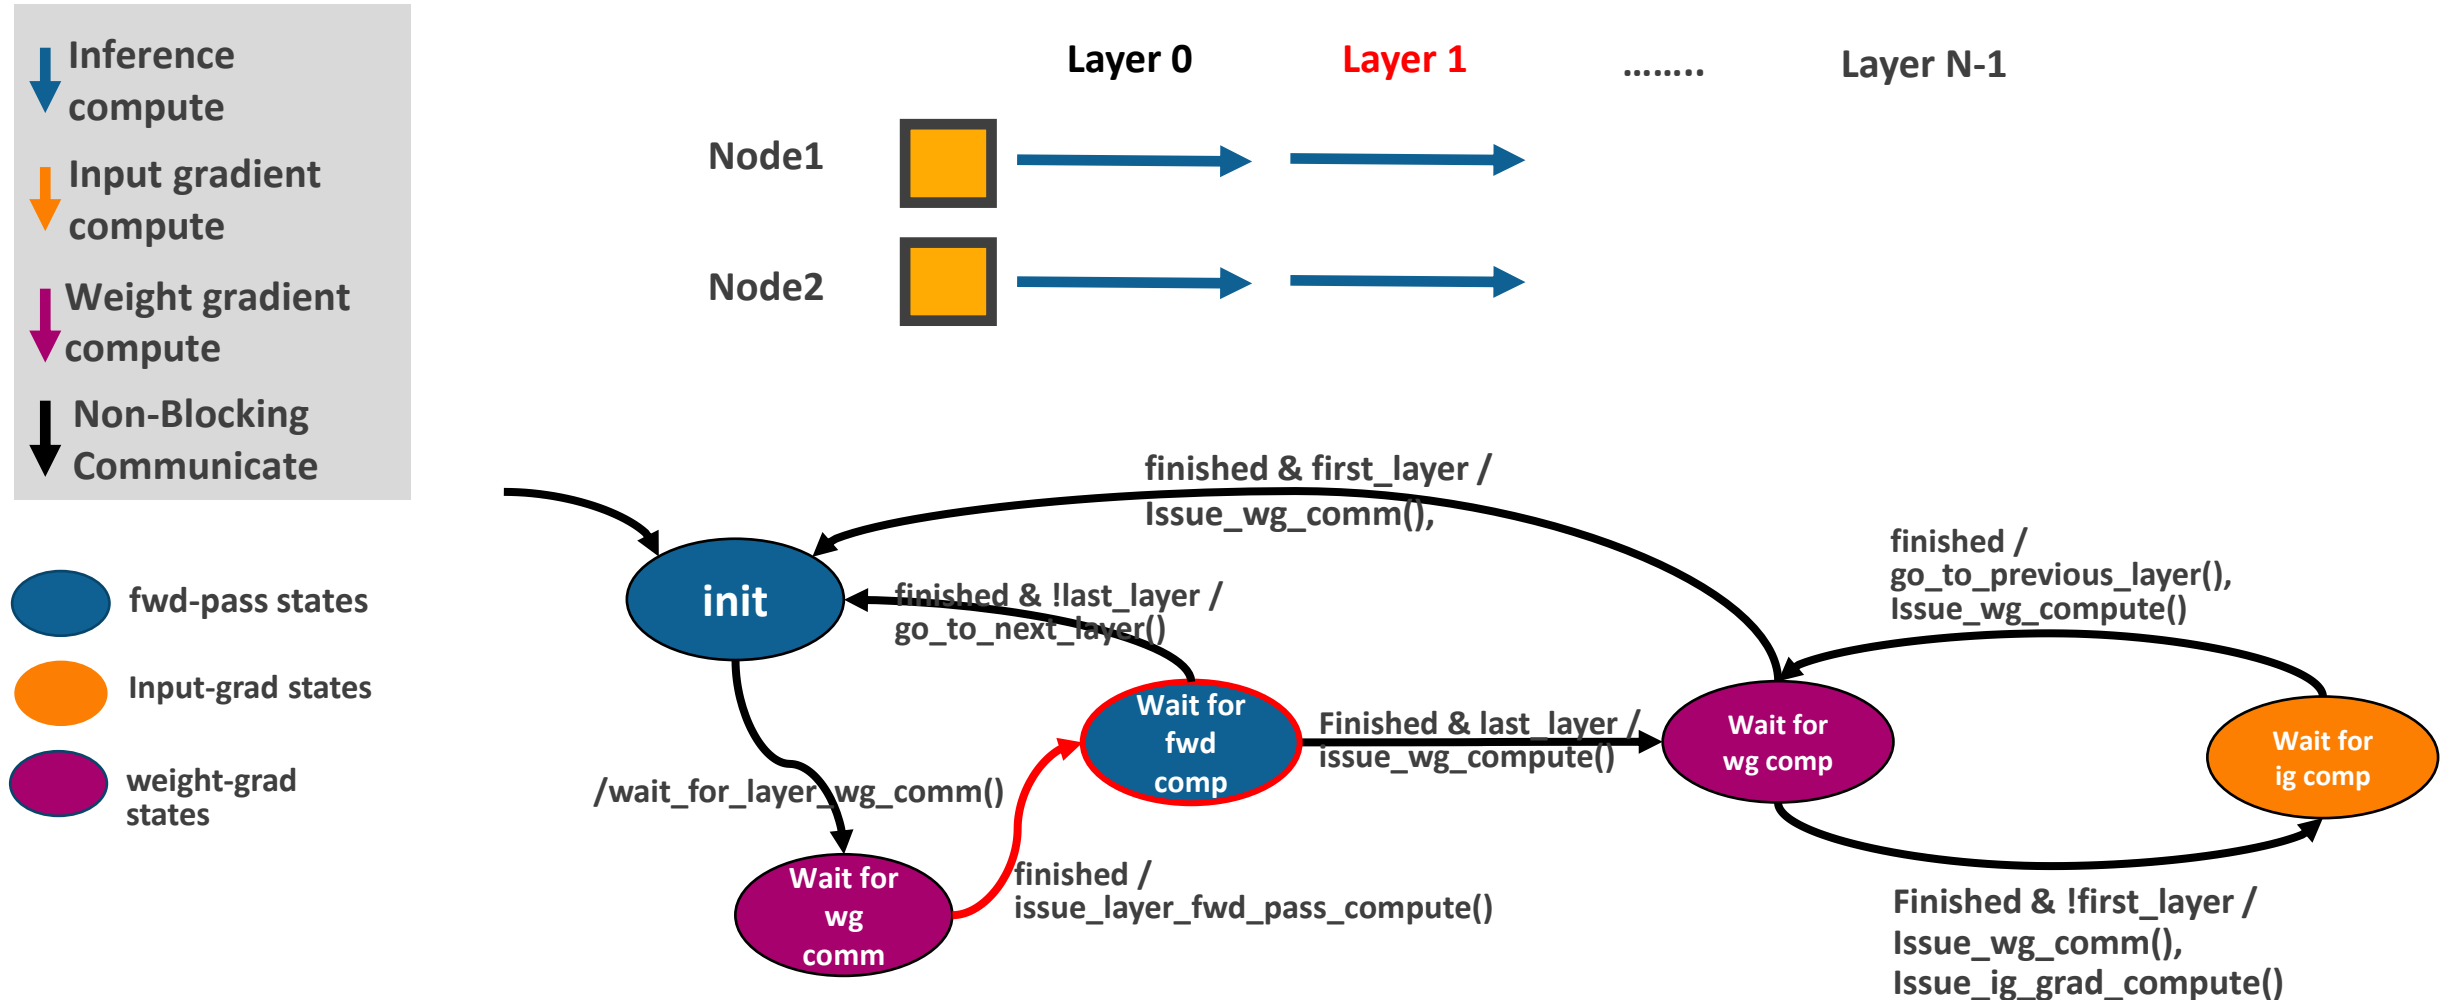 Inference
compute
Input gradient
compute
Weight gradient
compute
Non-Blocking
Communicate
fwd-pass states
Input-grad states
weight-grad
states
Layer 0
Layer 1
........
Layer N-1
Node1
Node2
finished & first_layer /
Issue_wg_comm(),
init
finished & !last_layer /
go_to_next_layer()
finished /
go_to_previous_layer(),
Issue_wg_compute()
Wait for
fwd
comp
Finished & last_layer /
issue_wg_compute()
Wait for
wg comp
Wait for
ig comp
/wait_for_layer_wg_comm()
Wait for
wg
comm
finished /
issue_layer_fwd_pass_compute()
Finished & !first_layer /
Issue_wg_comm(),
Issue_ig_grad_compute()